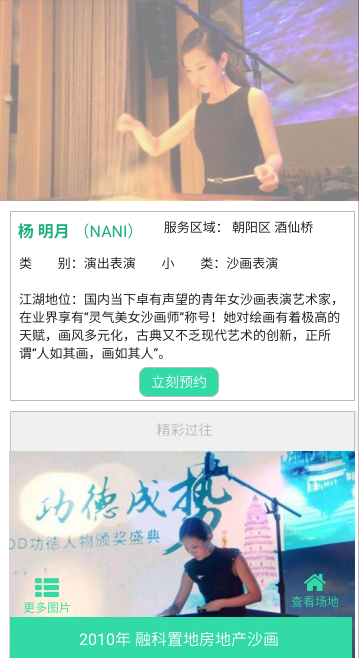 杨 明月 （NANI）
服务区域： 朝阳区 酒仙桥
类 别：演出表演 小 类：沙画表演
江湖地位：国内当下卓有声望的青年女沙画表演艺术家，
在业界享有“灵气美女沙画师”称号！她对绘画有着极高的
天赋，画风多元化，古典又不乏现代艺术的创新，正所
谓“人如其画，画如其人”。
立刻预约
精彩过往
功德成势
OD功德人物颁奖盛典
更多图片
查看场地
2010年 融科置地房地产沙画